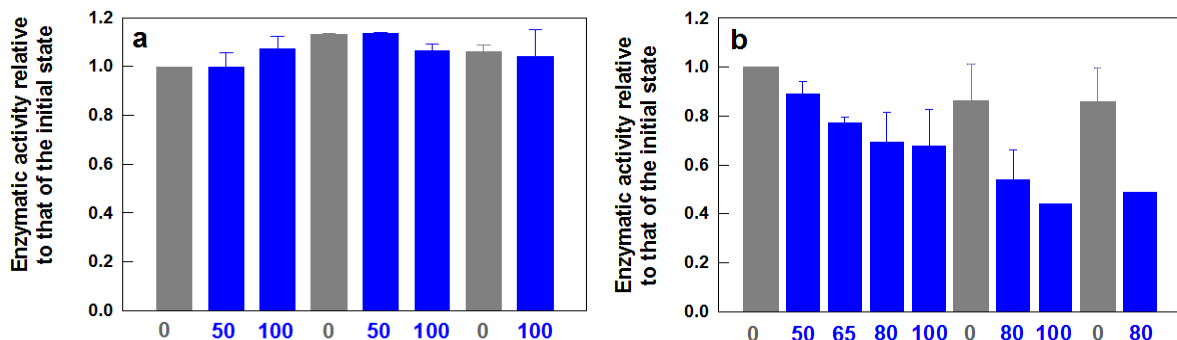 Enzymatic activity relative
to that of the initial state
a
1.2
1.0
0.8
0.6
0.4
0.2
0.0
0 50 100 0 50 100 0 100
Enzymatic activity relative
to that of the initial state
b
1.2
1.0
0.8
0.6
0.4
0.2
0.0
0 50 65 80 100 0 80 100 0 80